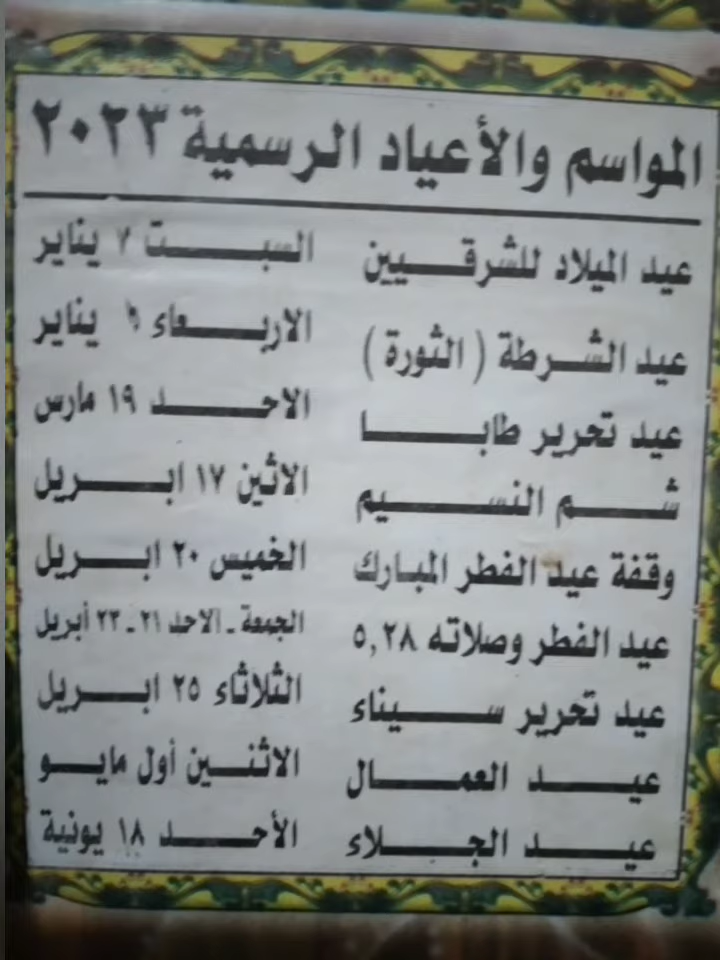 المواسم والأعياد الرسمية ٢٠٢٣
عيد الميلاد للشرقيين السبت ٧ يناير
عيد الشرطة ( الثورة ) الاربعاء يناير
عيد تحرير طابا الاحد ١٩ مارس
شم النسيم الاثين ١٧ ابريل
وقفة عيد الفطر المبارك الخميس ٢٠ ابريل
عيد الفطر وصلاته ٥,٢٨ الجمعة - الاحد ٢١ - ٢٣ أبريل
عيد تحرير سيناء الثلاثاء ٢٥ ابريل
عيد العمال الاثنين أول مايو
عيد الجلاء الأحد ١٨ يونية